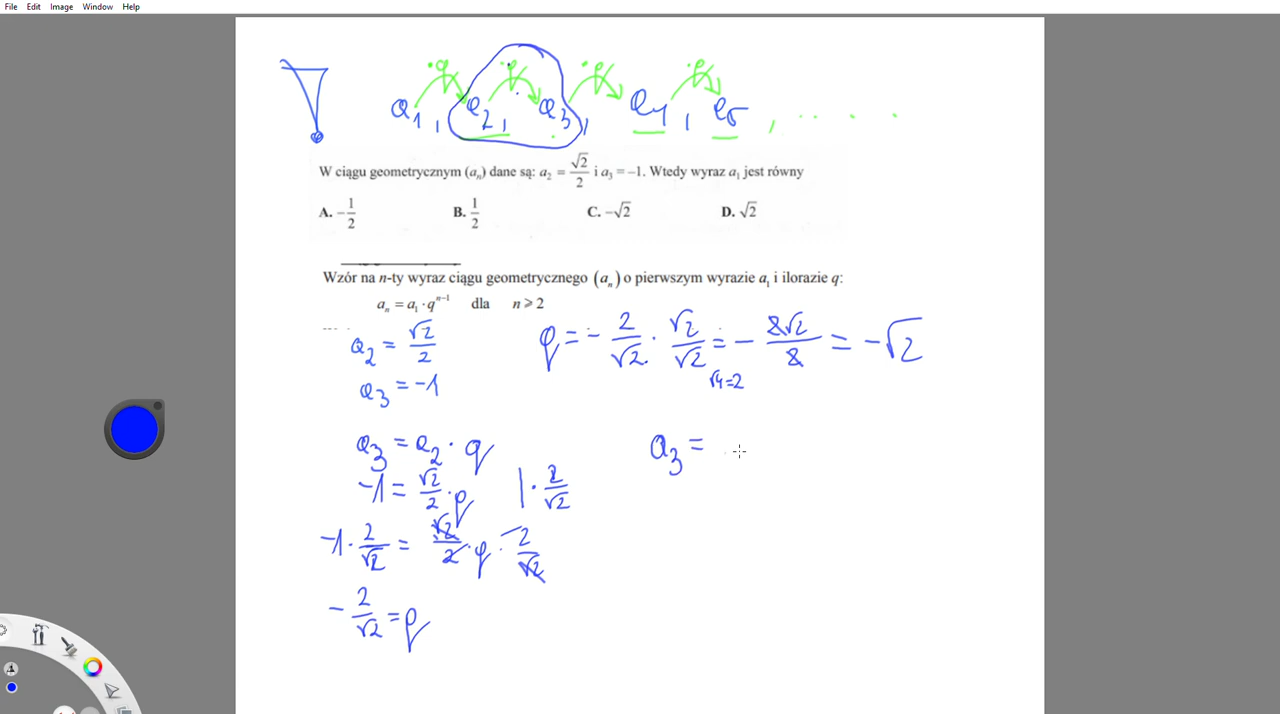 File Edit Image Window Help
·q ·q ·q ·q
a₁, a₂, a₃, a₄, a₅, . . . . .
W ciągu geometrycznym (aₙ) dane są: a₂ = √2/2 i a₃ = −1. Wtedy wyraz a₁ jest równy
A. −1/2 B. 1/2 C. −√2 D. √2
Wzór na n-ty wyraz ciągu geometrycznego (aₙ) o pierwszym wyrazie a₁ i ilorazie q:
aₙ = a₁ · qⁿ⁻¹ dla n ⩾ 2
a₂ = √2/2
a₃ = −1
a₃ = a₂ · q
−1 = √2/2 · q | · 2/√2
−1 · 2/√2 = √2/2 · q · 2/√2
− 2/√2 = q
q = − 2/√2 · √2/√2 = − 2√2/2 = −√2
√4 = 2
a₃ =